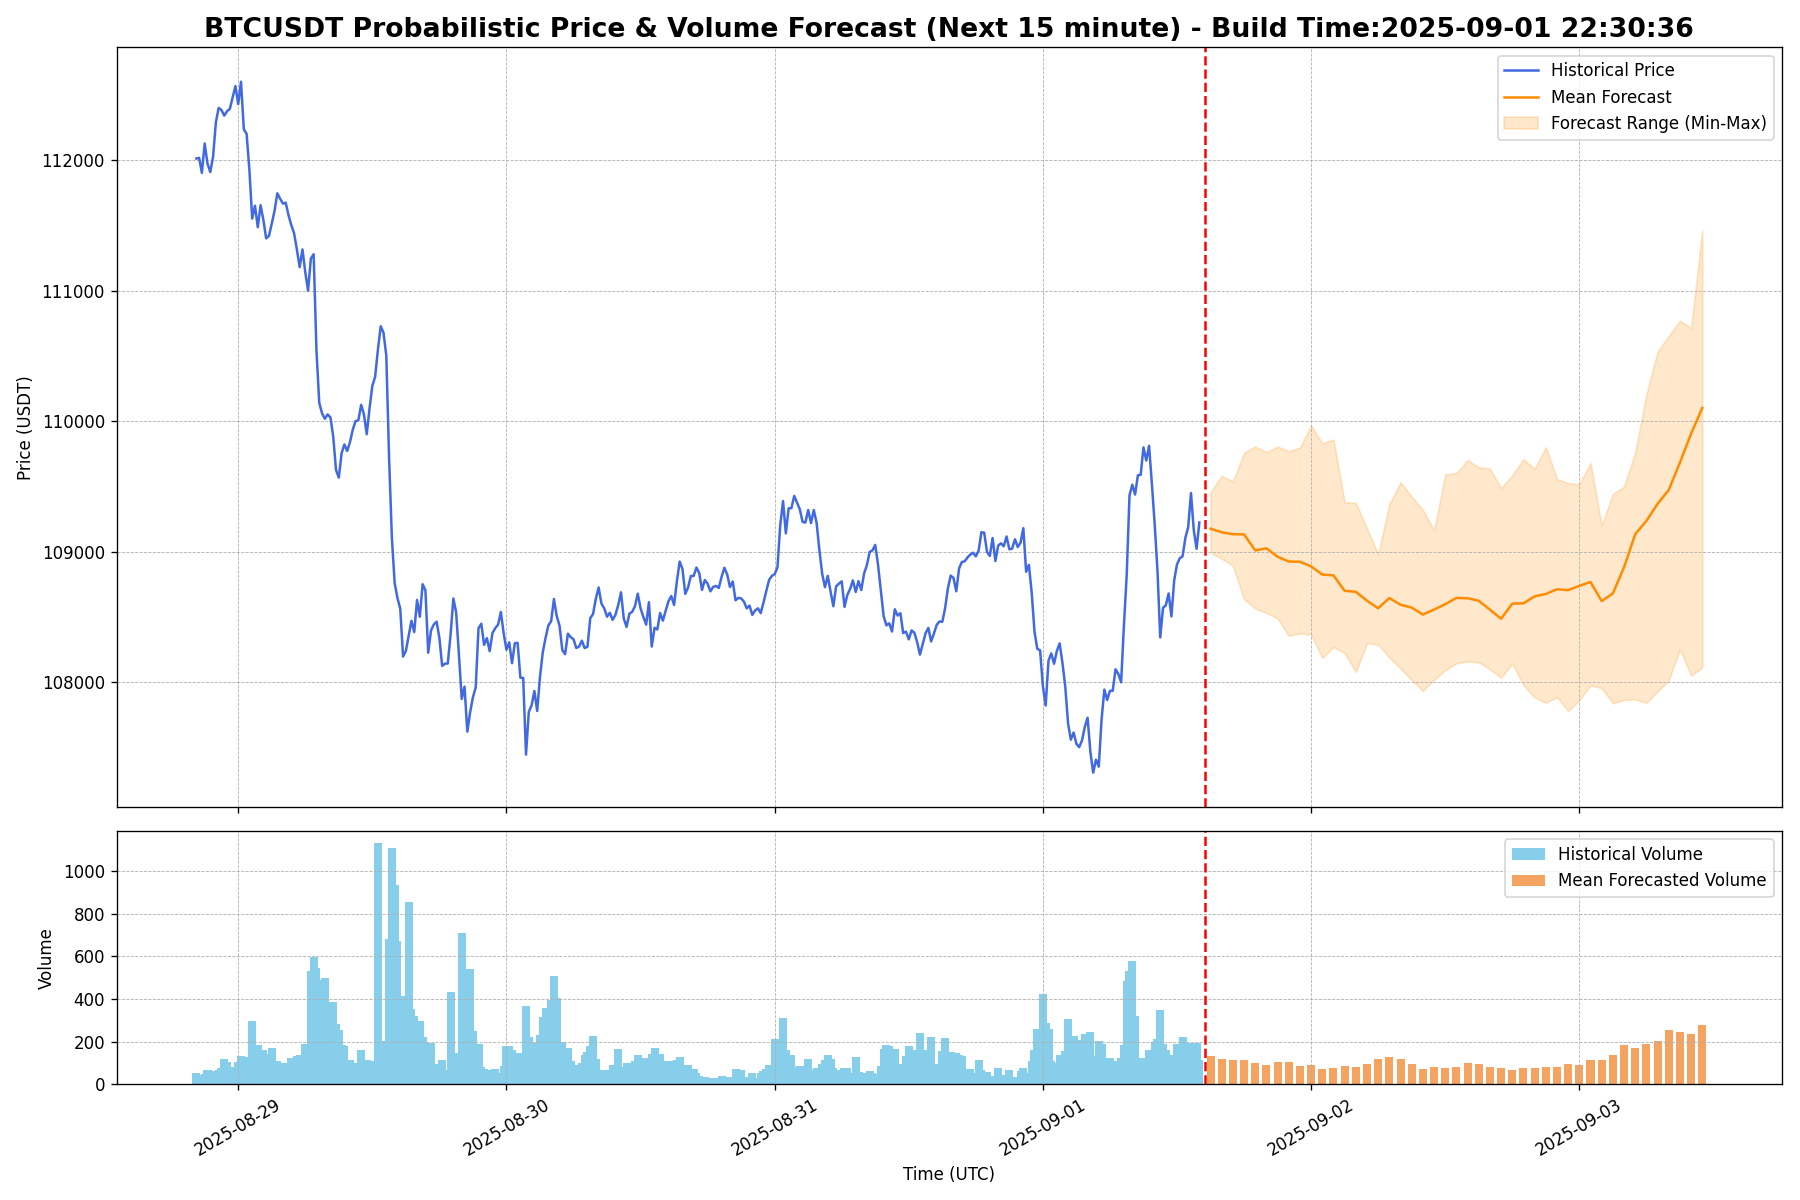 BTCUSDT Probabilistic Price & Volume Forecast (Next 15 minute) - Build Time:2025-09-01 22:30:36
Historical Price
Mean Forecast
Forecast Range (Min-Max)
112000
111000
110000
109000
108000
Price (USDT)
Historical Volume
Mean Forecasted Volume
1000
800
600
400
200
0
Volume
2025-08-29
2025-08-30
2025-08-31
2025-09-01
2025-09-02
2025-09-03
Time (UTC)